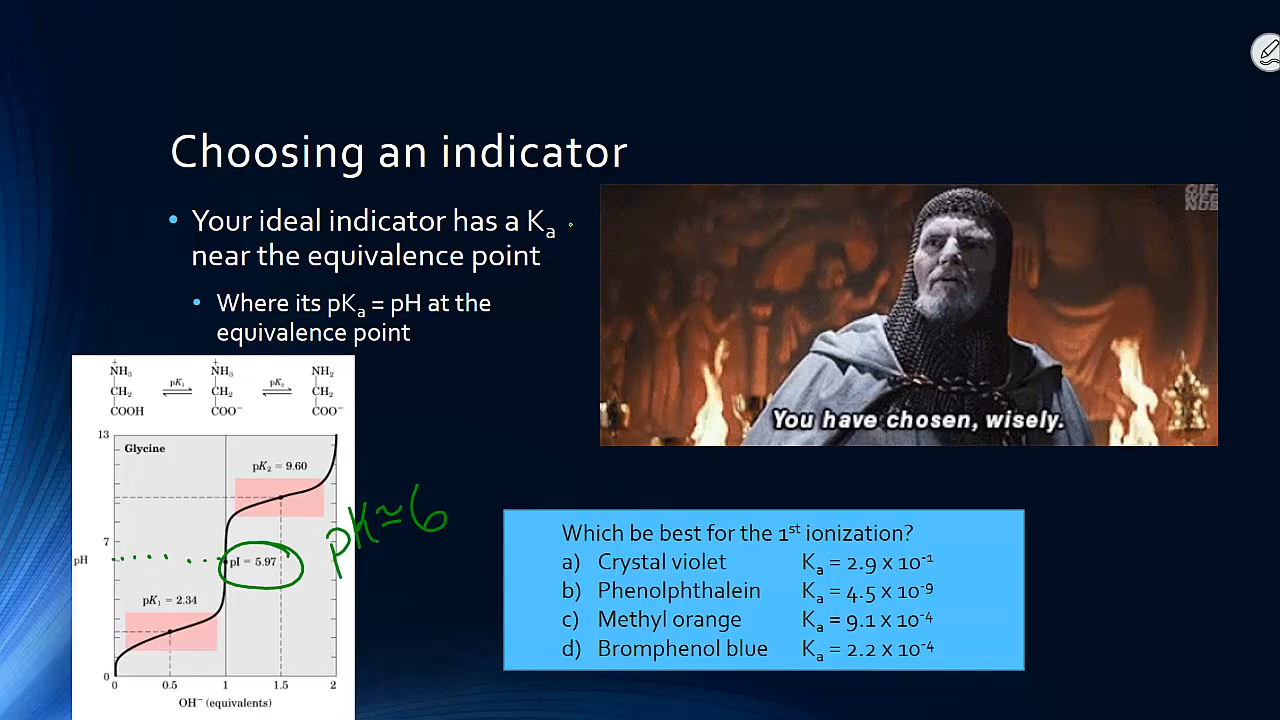 Choosing an indicator
• Your ideal indicator has a Ka
near the equivalence point
• Where its pKa = pH at the
equivalence point
GIF-
WEE
NUS
You have chosen, wisely.
+NH3 +NH3 NH2
pK1 pK2
CH2 CH2 CH2
COOH COO⁻ COO⁻
13
Glycine
pK2 = 9.60
pK≃6
7
pH
pI = 5.97
pK1 = 2.34
0
0 0.5 1 1.5 2
OH⁻ (equivalents)
Which be best for the 1st ionization?
a) Crystal violet Ka = 2.9 x 10⁻¹
b) Phenolphthalein Ka = 4.5 x 10⁻⁹
c) Methyl orange Ka = 9.1 x 10⁻⁴
d) Bromphenol blue Ka = 2.2 x 10⁻⁴